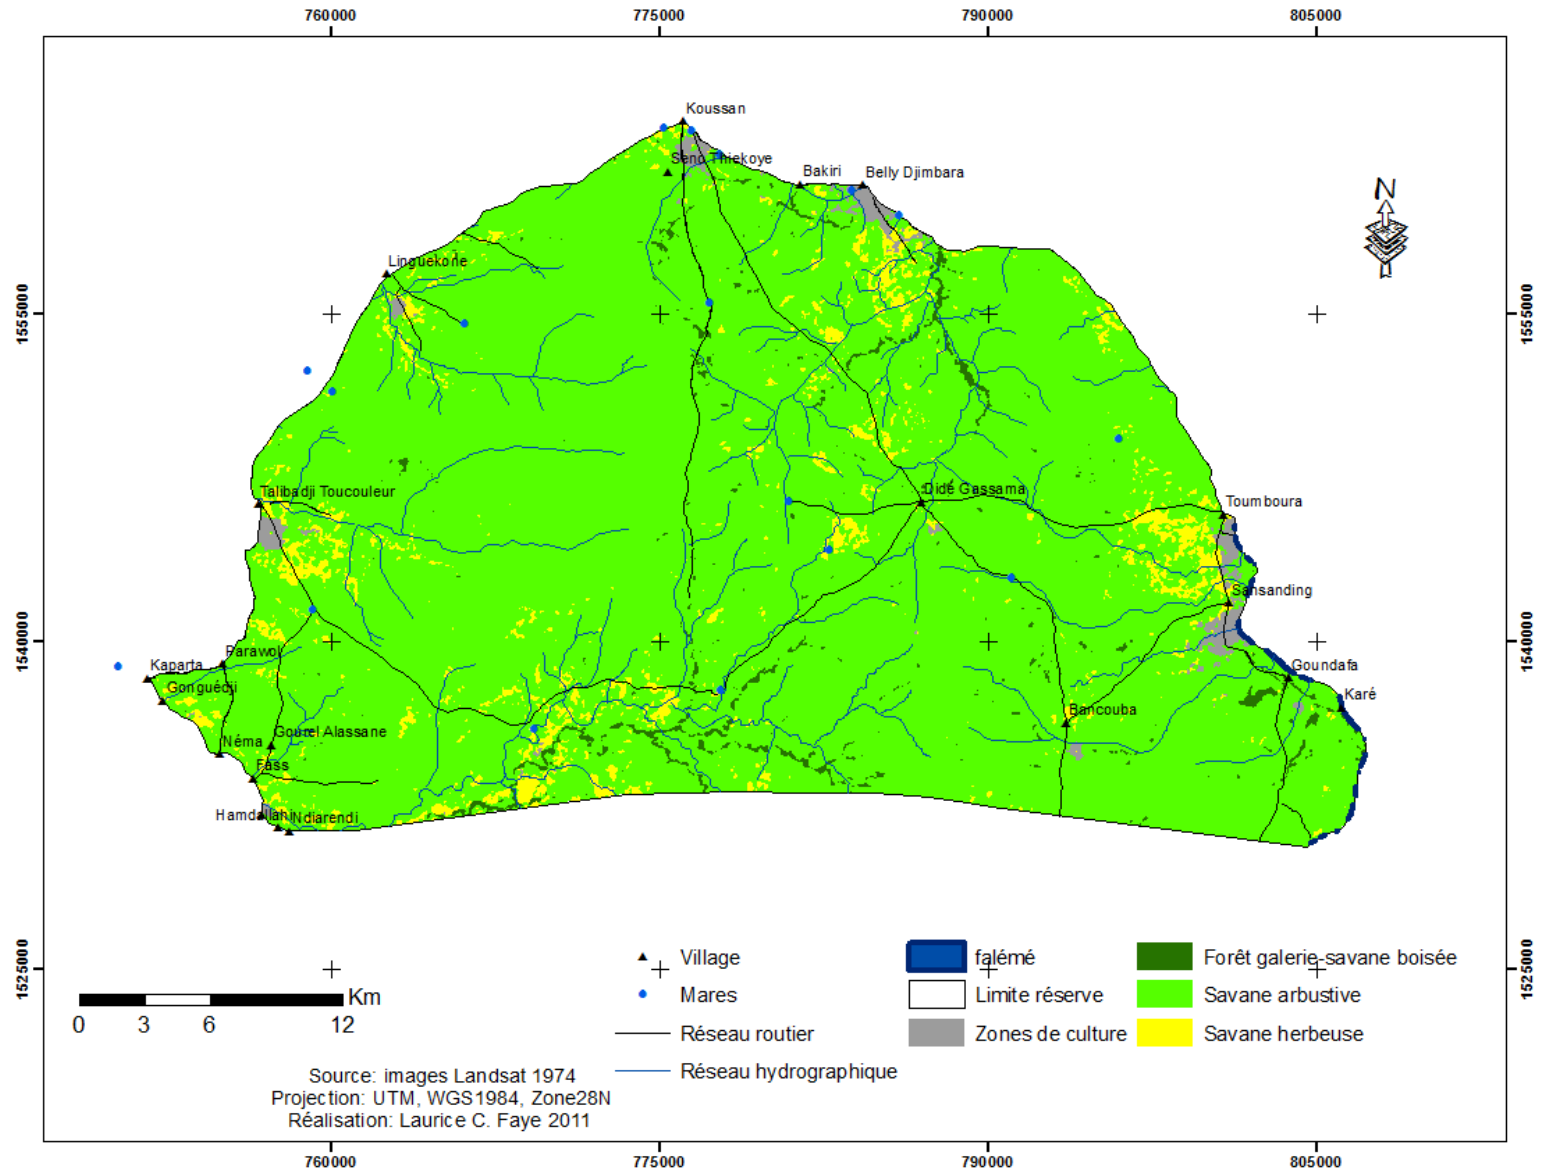 760000 775000 790000 805000
N
Koussan
Seno Thiekoye
Bakiri Belly Djimbara
Linguekone
1555000 1555000
Talibadji Toucouleur
Didé Gassama
Toumboura
Sansanding
1540000 1540000
Parawol
Kaparta
Goundafa
Gonguédji
Karé
Bancouba
Gourel Alassane
Néma
Fass
Hamdallahi Ndiarendi
1525000 1525000
Village
Mares
Réseau routier
Réseau hydrographique
falémé
Limite réserve
Zones de culture
Forêt galerie-savane boisée
Savane arbustive
Savane herbeuse
Km
0 3 6 12
Source: images Landsat 1974
Projection: UTM, WGS1984, Zone28N
Réalisation: Laurice C. Faye 2011
760000 775000 790000 805000